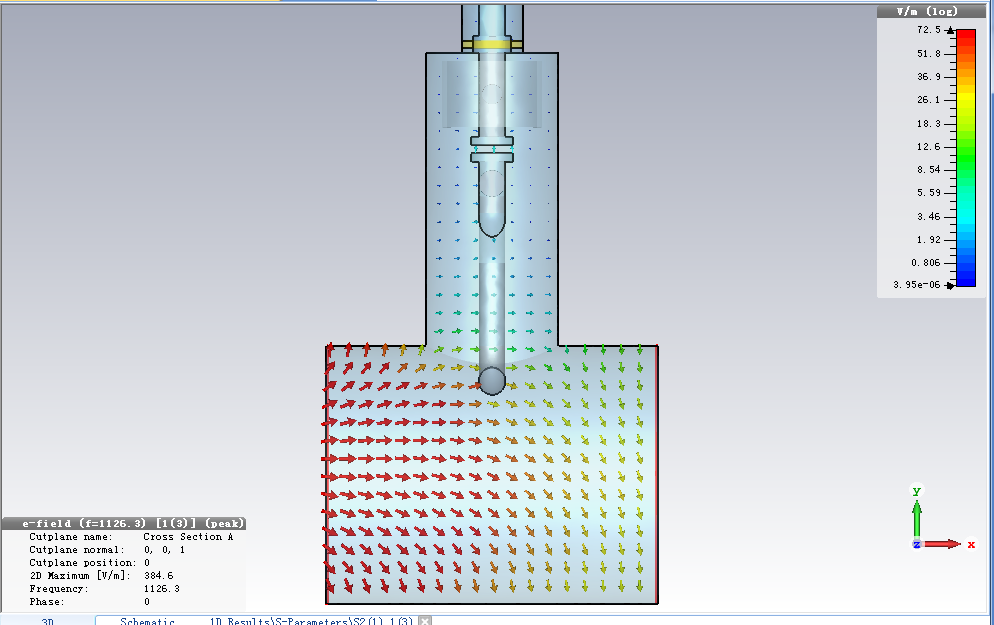 V/m (log)
72.5
51.8
36.9
26.1
18.3
12.6
8.54
5.59
3.46
1.92
0.806
3.95e-06
y
z
x
e-field (f=1126.3) [1(3)] (peak)
Cutplane name: Cross Section A
Cutplane normal: 0, 0, 1
Cutplane position: 0
2D Maximum [V/m]: 384.6
Frequency: 1126.3
Phase: 0
3D Schematic 1D Results\S-Parameters\S2(1),1(3)